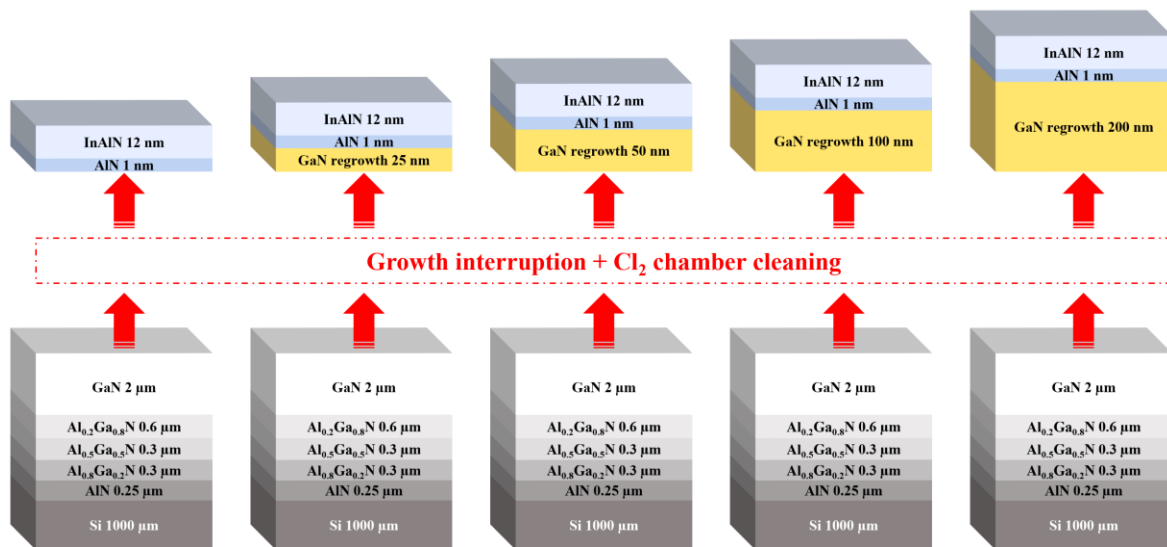 InAlN 12 nm
AlN 1 nm
InAlN 12 nm
AlN 1 nm
GaN regrowth 25 nm
InAlN 12 nm
AlN 1 nm
GaN regrowth 50 nm
InAlN 12 nm
AlN 1 nm
GaN regrowth 100 nm
InAlN 12 nm
AlN 1 nm
GaN regrowth 200 nm
Growth interruption + Cl₂ chamber cleaning
GaN 2 μm
Al₀.₂Ga₀.₈N 0.6 μm
Al₀.₅Ga₀.₅N 0.3 μm
Al₀.₈Ga₀.₂N 0.3 μm
AlN 0.25 μm
Si 1000 μm
GaN 2 μm
Al₀.₂Ga₀.₈N 0.6 μm
Al₀.₅Ga₀.₅N 0.3 μm
Al₀.₈Ga₀.₂N 0.3 μm
AlN 0.25 μm
Si 1000 μm
GaN 2 μm
Al₀.₂Ga₀.₈N 0.6 μm
Al₀.₅Ga₀.₅N 0.3 μm
Al₀.₈Ga₀.₂N 0.3 μm
AlN 0.25 μm
Si 1000 μm
GaN 2 μm
Al₀.₂Ga₀.₈N 0.6 μm
Al₀.₅Ga₀.₅N 0.3 μm
Al₀.₈Ga₀.₂N 0.3 μm
AlN 0.25 μm
Si 1000 μm
GaN 2 μm
Al₀.₂Ga₀.₈N 0.6 μm
Al₀.₅Ga₀.₅N 0.3 μm
Al₀.₈Ga₀.₂N 0.3 μm
AlN 0.25 μm
Si 1000 μm